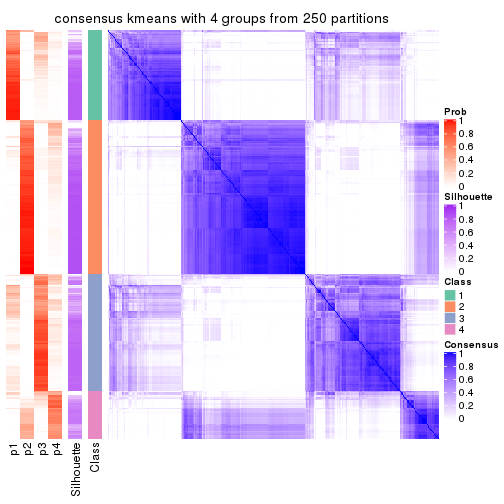 consensus kmeans with 4 groups from 250 partitions
Prob
1
0.8
0.6
0.4
0.2
0
Silhouette
1
0.8
0.6
0.4
0.2
0
Class
1
2
3
4
Consensus
1
0.8
0.6
0.4
0.2
0
p1
p2
p3
p4
Silhouette
Class